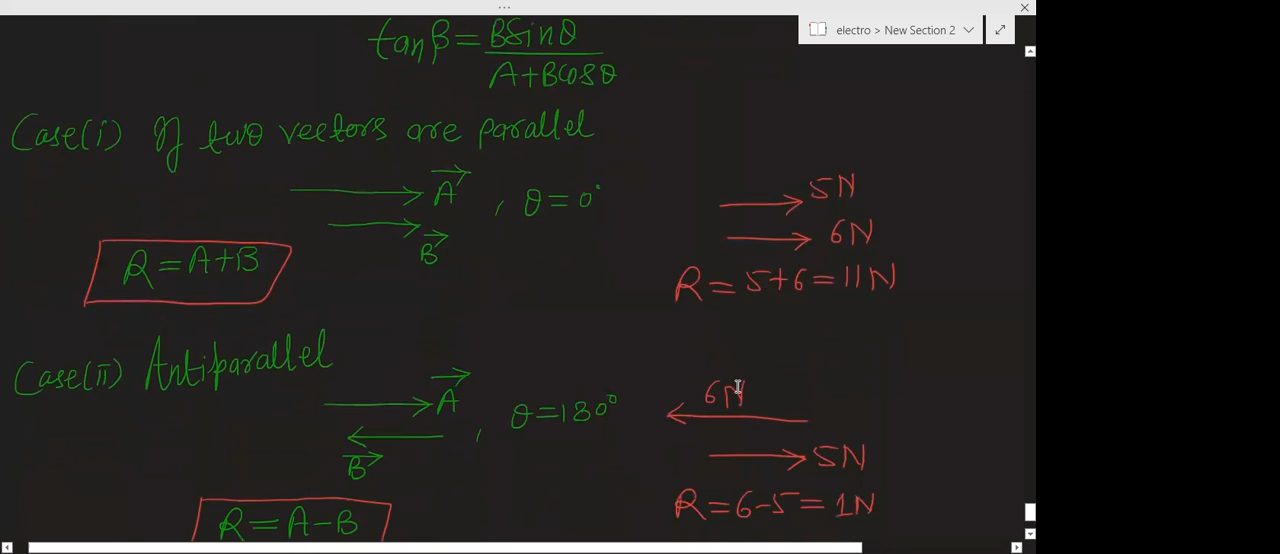 electro > New Section 2
tanβ = BSinθ / A+BCosθ
Case(i) If two vectors are parallel
A⃗
, θ = 0°
B⃗
R = A+B
5N
6N
R = 5+6 = 11N
Case(ii) Antiparallel
A⃗
, θ = 180°
B⃗
R = A-B
6N
5N
R = 6-5 = 1N